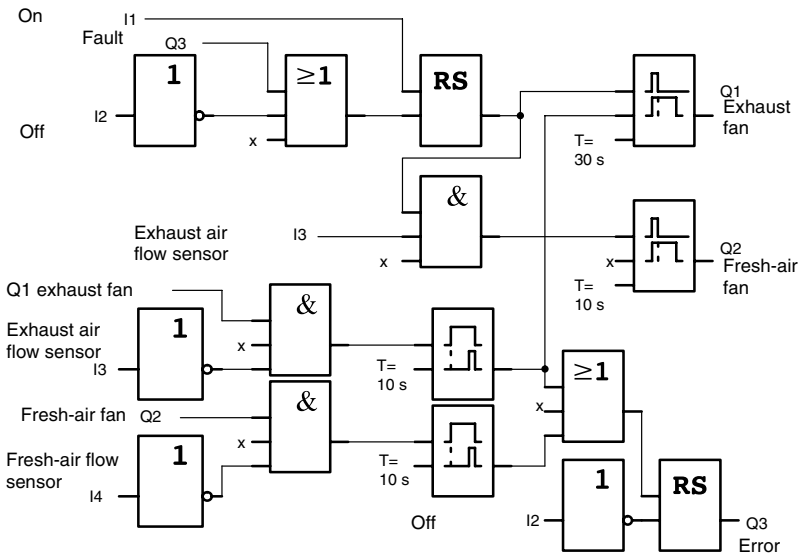 On
I1
Fault
Q3
1
≥1
RS
I2
Off
x
T=
30 s
Q1
Exhaust
fan
&
Exhaust air
flow sensor
I3
x
x
T=
10 s
Q2
Fresh-air
fan
Q1 exhaust fan
&
Exhaust air
flow sensor
1
I3
x
T=
10 s
≥1
x
Fresh-air fan
Q2
&
Fresh-air flow
sensor
1
I4
x
T=
10 s
Off
I2
1
RS
Q3
Error